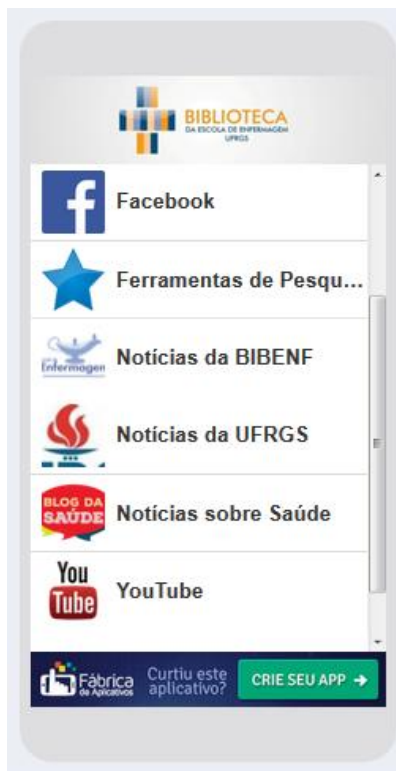 BIBLIOTECA
DA ESCOLA DE ENFERMAGEM
UFRGS
Facebook
Ferramentas de Pesqu...
Enfermagem
Notícias da BIBENF
Notícias da UFRGS
BLOG DA
SAÚDE
Notícias sobre Saúde
You
Tube
YouTube
Fábrica
de Aplicativos
Curtiu este
aplicativo?
CRIE SEU APP →